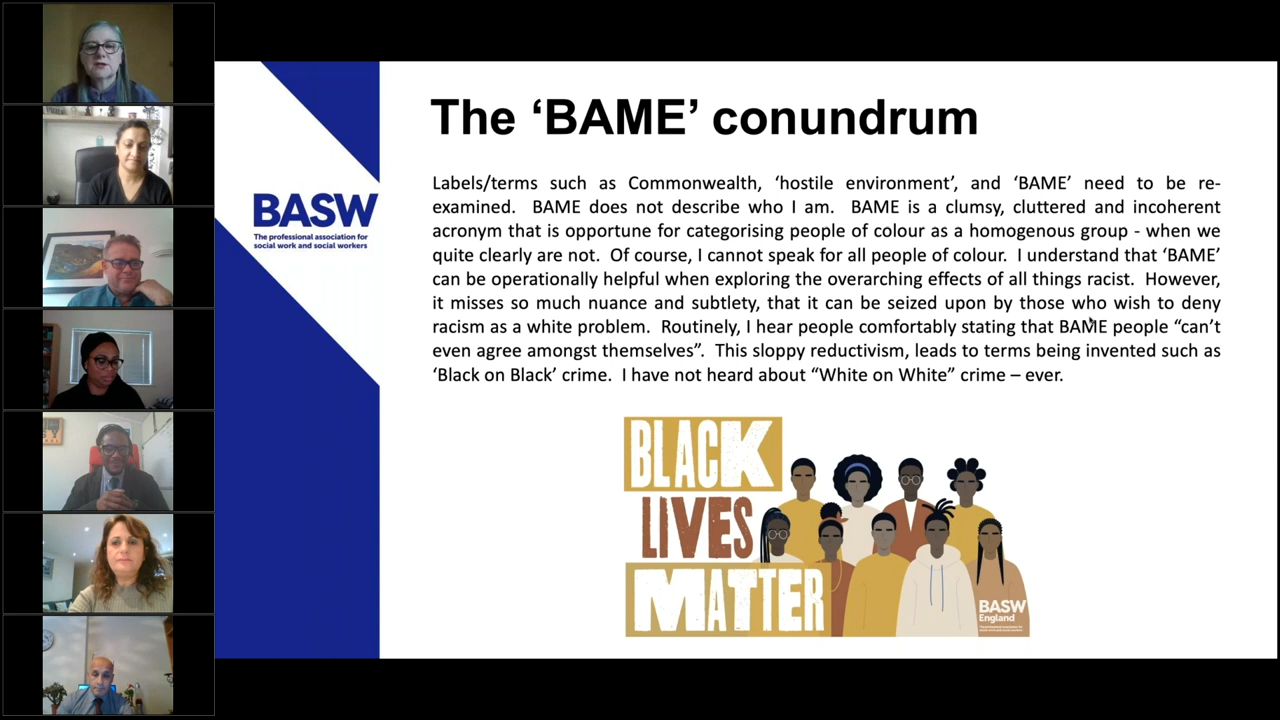 The ‘BAME’ conundrum
BASW
The professional association for
social work and social workers
Labels/terms such as Commonwealth, ‘hostile environment’, and ‘BAME’ need to be re-
examined. BAME does not describe who I am. BAME is a clumsy, cluttered and incoherent
acronym that is opportune for categorising people of colour as a homogenous group - when we
quite clearly are not. Of course, I cannot speak for all people of colour. I understand that ‘BAME’
can be operationally helpful when exploring the overarching effects of all things racist. However,
it misses so much nuance and subtlety, that it can be seized upon by those who wish to deny
racism as a white problem. Routinely, I hear people comfortably stating that BAME people “can’t
even agree amongst themselves”. This sloppy reductivism, leads to terms being invented such as
‘Black on Black’ crime. I have not heard about “White on White” crime – ever.
BLACK
LIVES
MATTER
BASW
England